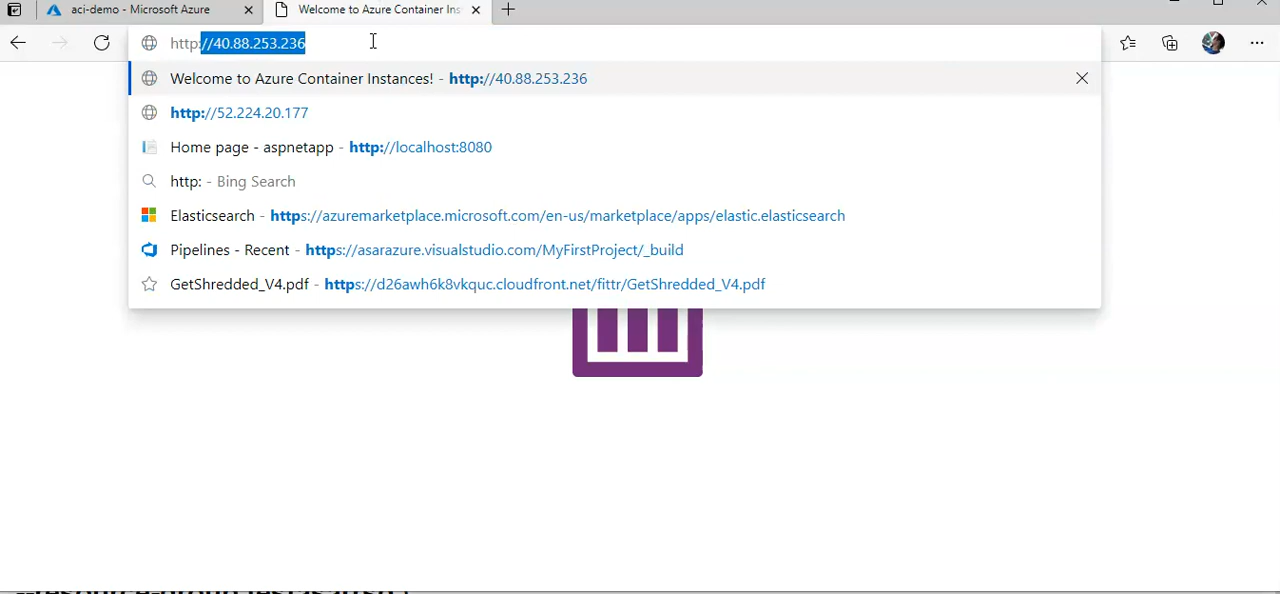 aci-demo - Microsoft Azure
Welcome to Azure Container Ins
http://40.88.253.236
Welcome to Azure Container Instances! - http://40.88.253.236
http://52.224.20.177
Home page - aspnetapp - http://localhost:8080
http: - Bing Search
Elasticsearch - https://azuremarketplace.microsoft.com/en-us/marketplace/apps/elastic.elasticsearch
Pipelines - Recent - https://asarazure.visualstudio.com/MyFirstProject/_build
GetShredded_V4.pdf - https://d26awh6k8vkquc.cloudfront.net/fittr/GetShredded_V4.pdf
--resource-group